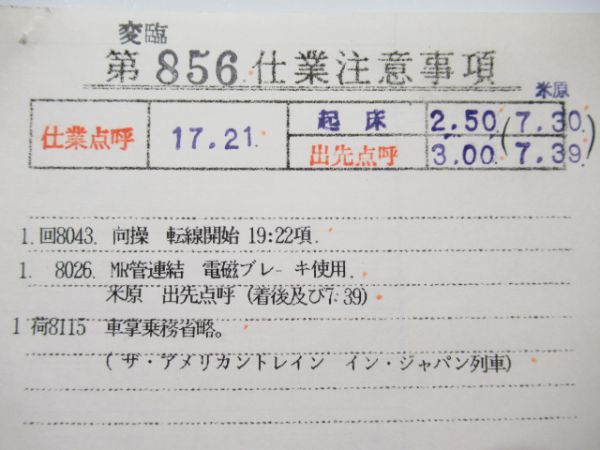 変臨
第856仕業注意事項
米原
仕業点呼 17.21. 起床 2.50 (7.30)
出先点呼 3.00 7.39
1. 回8043. 向操 転線開始 19:22項.
1. 8026. MR管連結 電磁ブレーキ使用.
米原 出先点呼 (着後及び7:39)
1 荷8115 車掌乗務省略。
(ザ・アメリカントレイン イン・ジャパン列車)